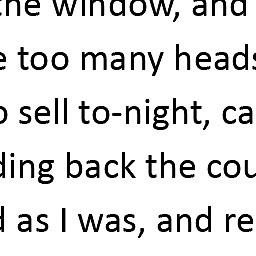 the window, and
too many heads
sell to-night, ca
ding back the cou
as I was, and re